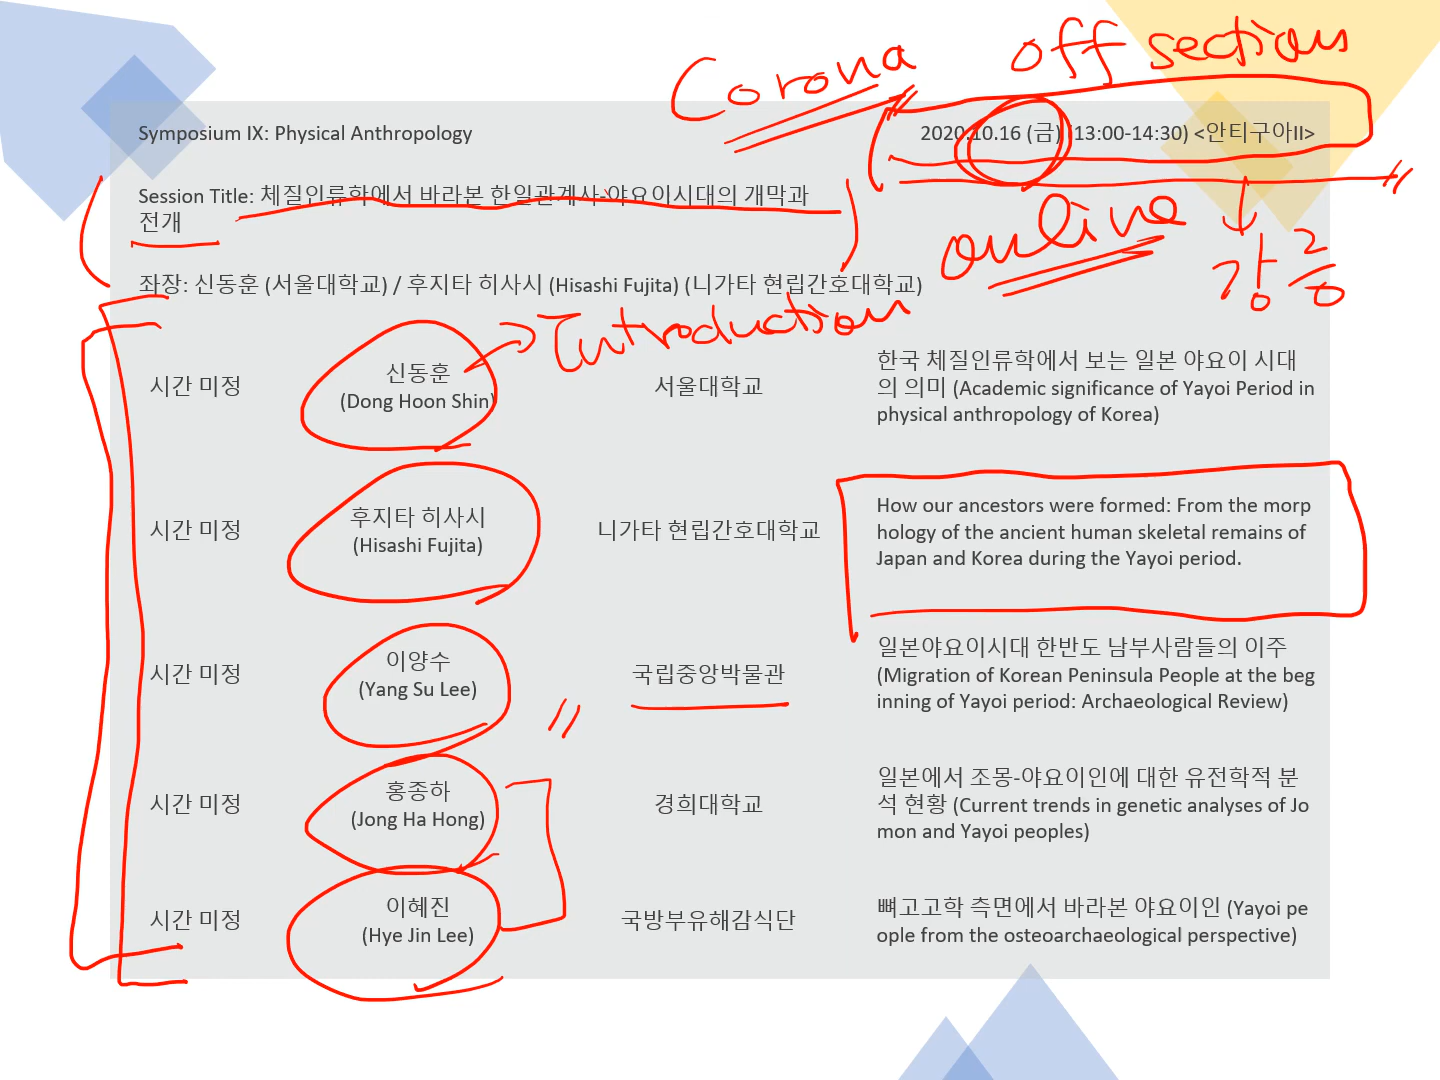 Corona
off section
Symposium IX: Physical Anthropology
2020.10.16 (금) (13:00-14:30) <안티구아II>
Session Title: 체질인류학에서 바라본 한일관계사-야요이시대의 개막과
전개
online
좌장: 신동훈 (서울대학교) / 후지타 히사시 (Hisashi Fujita) (니가타 현립간호대학교)
강릉
Introduction
시간 미정
신동훈
(Dong Hoon Shin)
서울대학교
한국 체질인류학에서 보는 일본 야요이 시대
의 의미 (Academic significance of Yayoi Period in
physical anthropology of Korea)
시간 미정
후지타 히사시
(Hisashi Fujita)
니가타 현립간호대학교
How our ancestors were formed: From the morp
hology of the ancient human skeletal remains of
Japan and Korea during the Yayoi period.
시간 미정
이양수
(Yang Su Lee)
국립중앙박물관
일본야요이시대 한반도 남부사람들의 이주
(Migration of Korean Peninsula People at the beg
inning of Yayoi period: Archaeological Review)
시간 미정
홍종하
(Jong Ha Hong)
경희대학교
일본에서 조몽-야요이인에 대한 유전학적 분
석 현황 (Current trends in genetic analyses of Jo
mon and Yayoi peoples)
시간 미정
이혜진
(Hye Jin Lee)
국방부유해감식단
뼈고고학 측면에서 바라본 야요이인 (Yayoi pe
ople from the osteoarchaeological perspective)